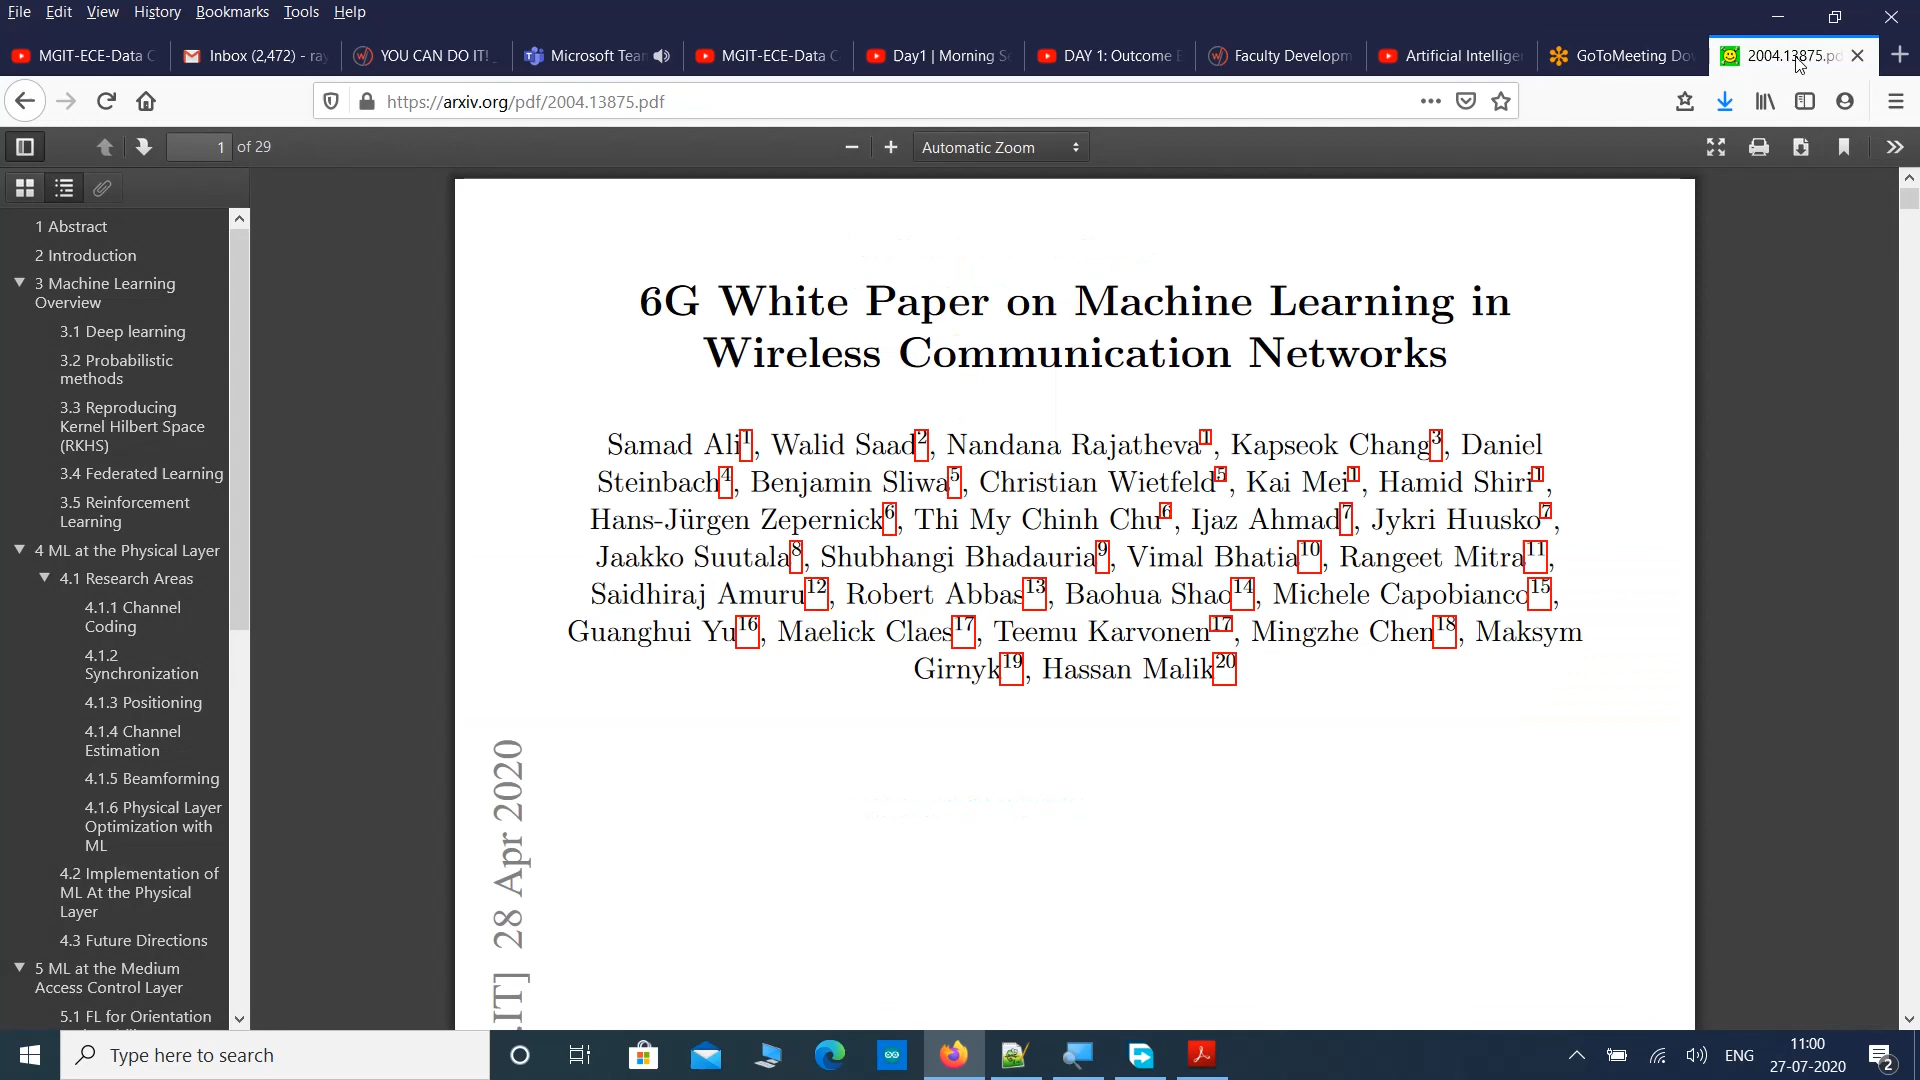 File Edit View History Bookmarks Tools Help
MGIT-ECE-Data C
Inbox (2,472) - ra
YOU CAN DO IT!
Microsoft Team
MGIT-ECE-Data C
Day1 | Morning Se
DAY 1: Outcome B
Faculty Developm
Artificial Intelligen
GoToMeeting Do
2004.13875.pd
https://arxiv.org/pdf/2004.13875.pdf
1 of 29
Automatic Zoom
1 Abstract
2 Introduction
3 Machine Learning
Overview
3.1 Deep learning
3.2 Probabilistic
methods
3.3 Reproducing
Kernel Hilbert Space
(RKHS)
3.4 Federated Learning
3.5 Reinforcement
Learning
4 ML at the Physical Layer
4.1 Research Areas
4.1.1 Channel
Coding
4.1.2
Synchronization
4.1.3 Positioning
4.1.4 Channel
Estimation
4.1.5 Beamforming
4.1.6 Physical Layer
Optimization with
ML
4.2 Implementation of
ML At the Physical
Layer
4.3 Future Directions
5 ML at the Medium
Access Control Layer
5.1 FL for Orientation
6G White Paper on Machine Learning in
Wireless Communication Networks
Samad Ali1, Walid Saad2, Nandana Rajatheva1, Kapseok Chang3, Daniel
Steinbach4, Benjamin Sliwa5, Christian Wietfeld5, Kai Mei1, Hamid Shiri1,
Hans-Jürgen Zepernick6, Thi My Chinh Chu6, Ijaz Ahmad7, Jykri Huusko7,
Jaakko Suutala8, Shubhangi Bhadauria9, Vimal Bhatia10, Rangeet Mitra11,
Saidhiraj Amuru12, Robert Abbas13, Baohua Shao14, Michele Capobianco15,
Guanghui Yu16, Maelick Claes17, Teemu Karvonen17, Mingzhe Chen18, Maksym
Girnyk19, Hassan Malik20
.IT] 28 Apr 2020
Type here to search
ENG
11:00
27-07-2020
2